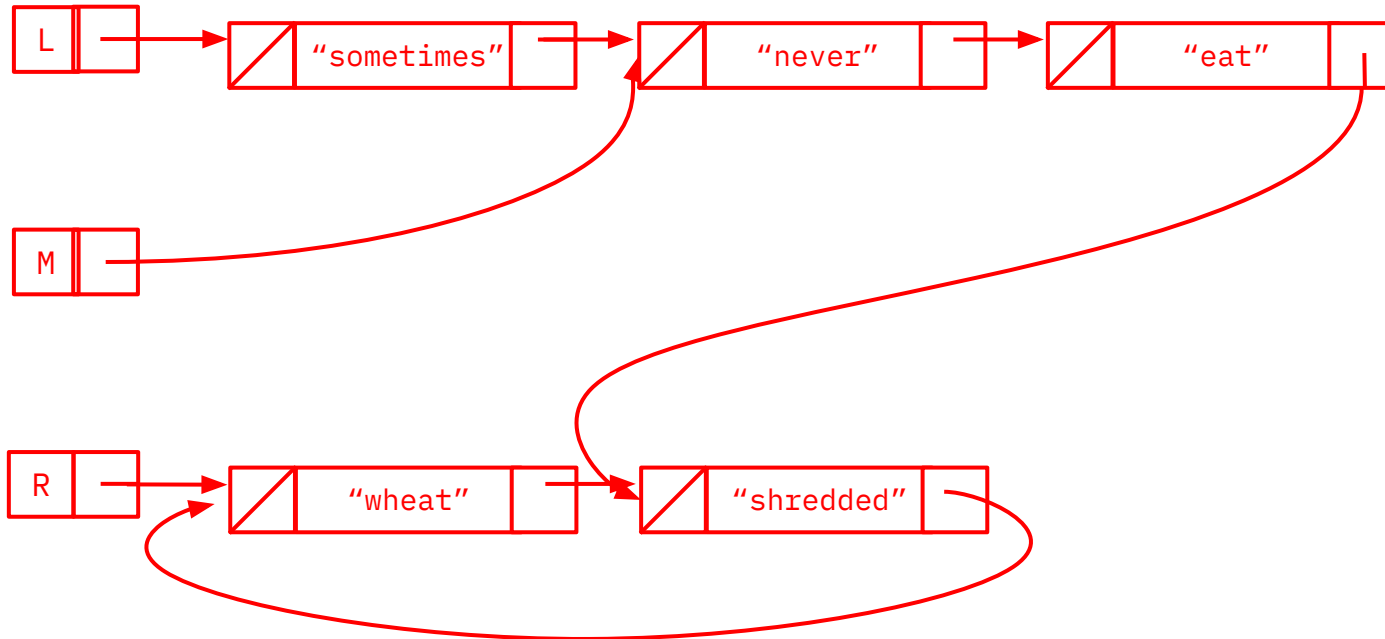 L “sometimes” “never” “eat”
M
R “wheat” “shredded”